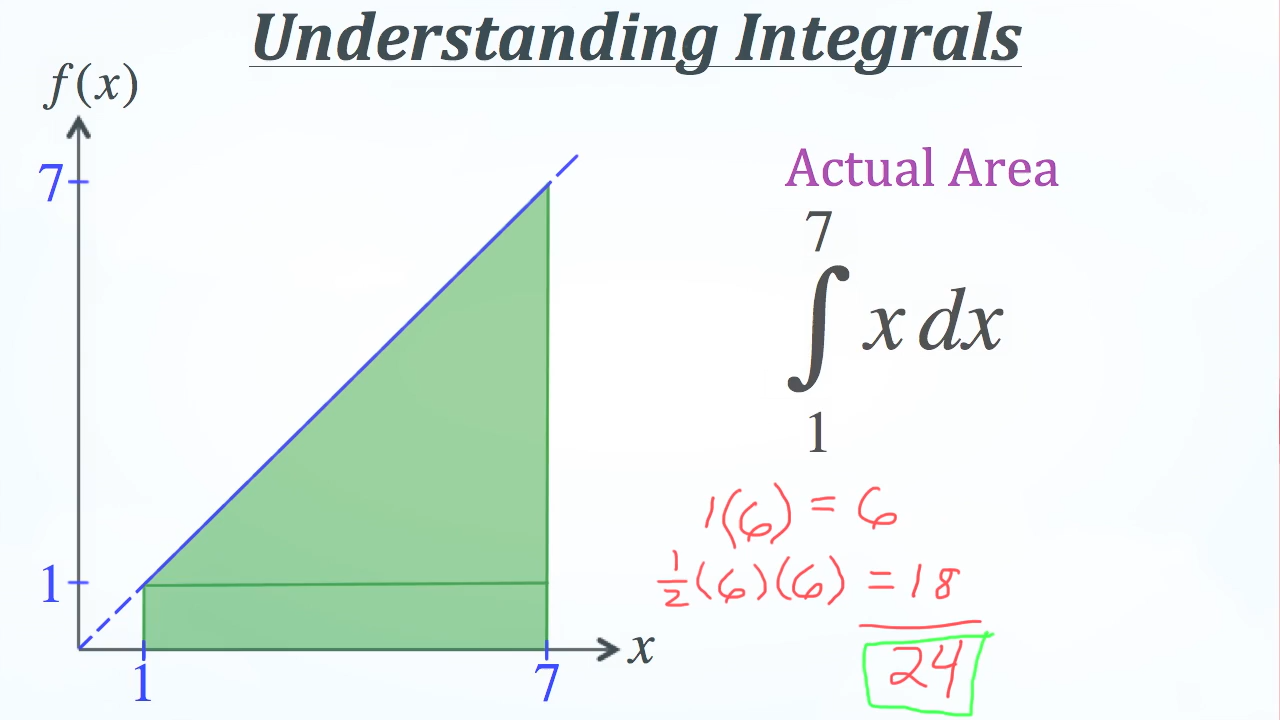 Understanding Integrals
f(x)
7
1
1
7
x
Actual Area
7
∫ x dx
1
1(6) = 6
1/2(6)(6) = 18
24